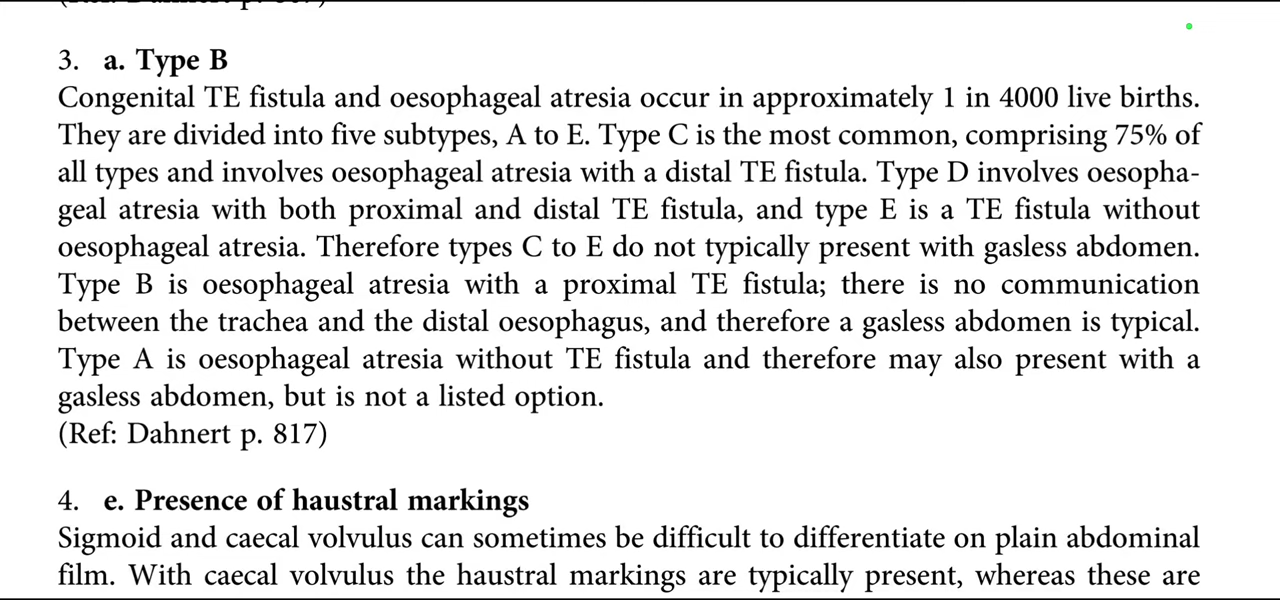 3. a. Type B
Congenital TE fistula and oesophageal atresia occur in approximately 1 in 4000 live births.
They are divided into five subtypes, A to E. Type C is the most common, comprising 75% of
all types and involves oesophageal atresia with a distal TE fistula. Type D involves oesopha-
geal atresia with both proximal and distal TE fistula, and type E is a TE fistula without
oesophageal atresia. Therefore types C to E do not typically present with gasless abdomen.
Type B is oesophageal atresia with a proximal TE fistula; there is no communication
between the trachea and the distal oesophagus, and therefore a gasless abdomen is typical.
Type A is oesophageal atresia without TE fistula and therefore may also present with a
gasless abdomen, but is not a listed option.
(Ref: Dahnert p. 817)
4. e. Presence of haustral markings
Sigmoid and caecal volvulus can sometimes be difficult to differentiate on plain abdominal
film. With caecal volvulus the haustral markings are typically present, whereas these are